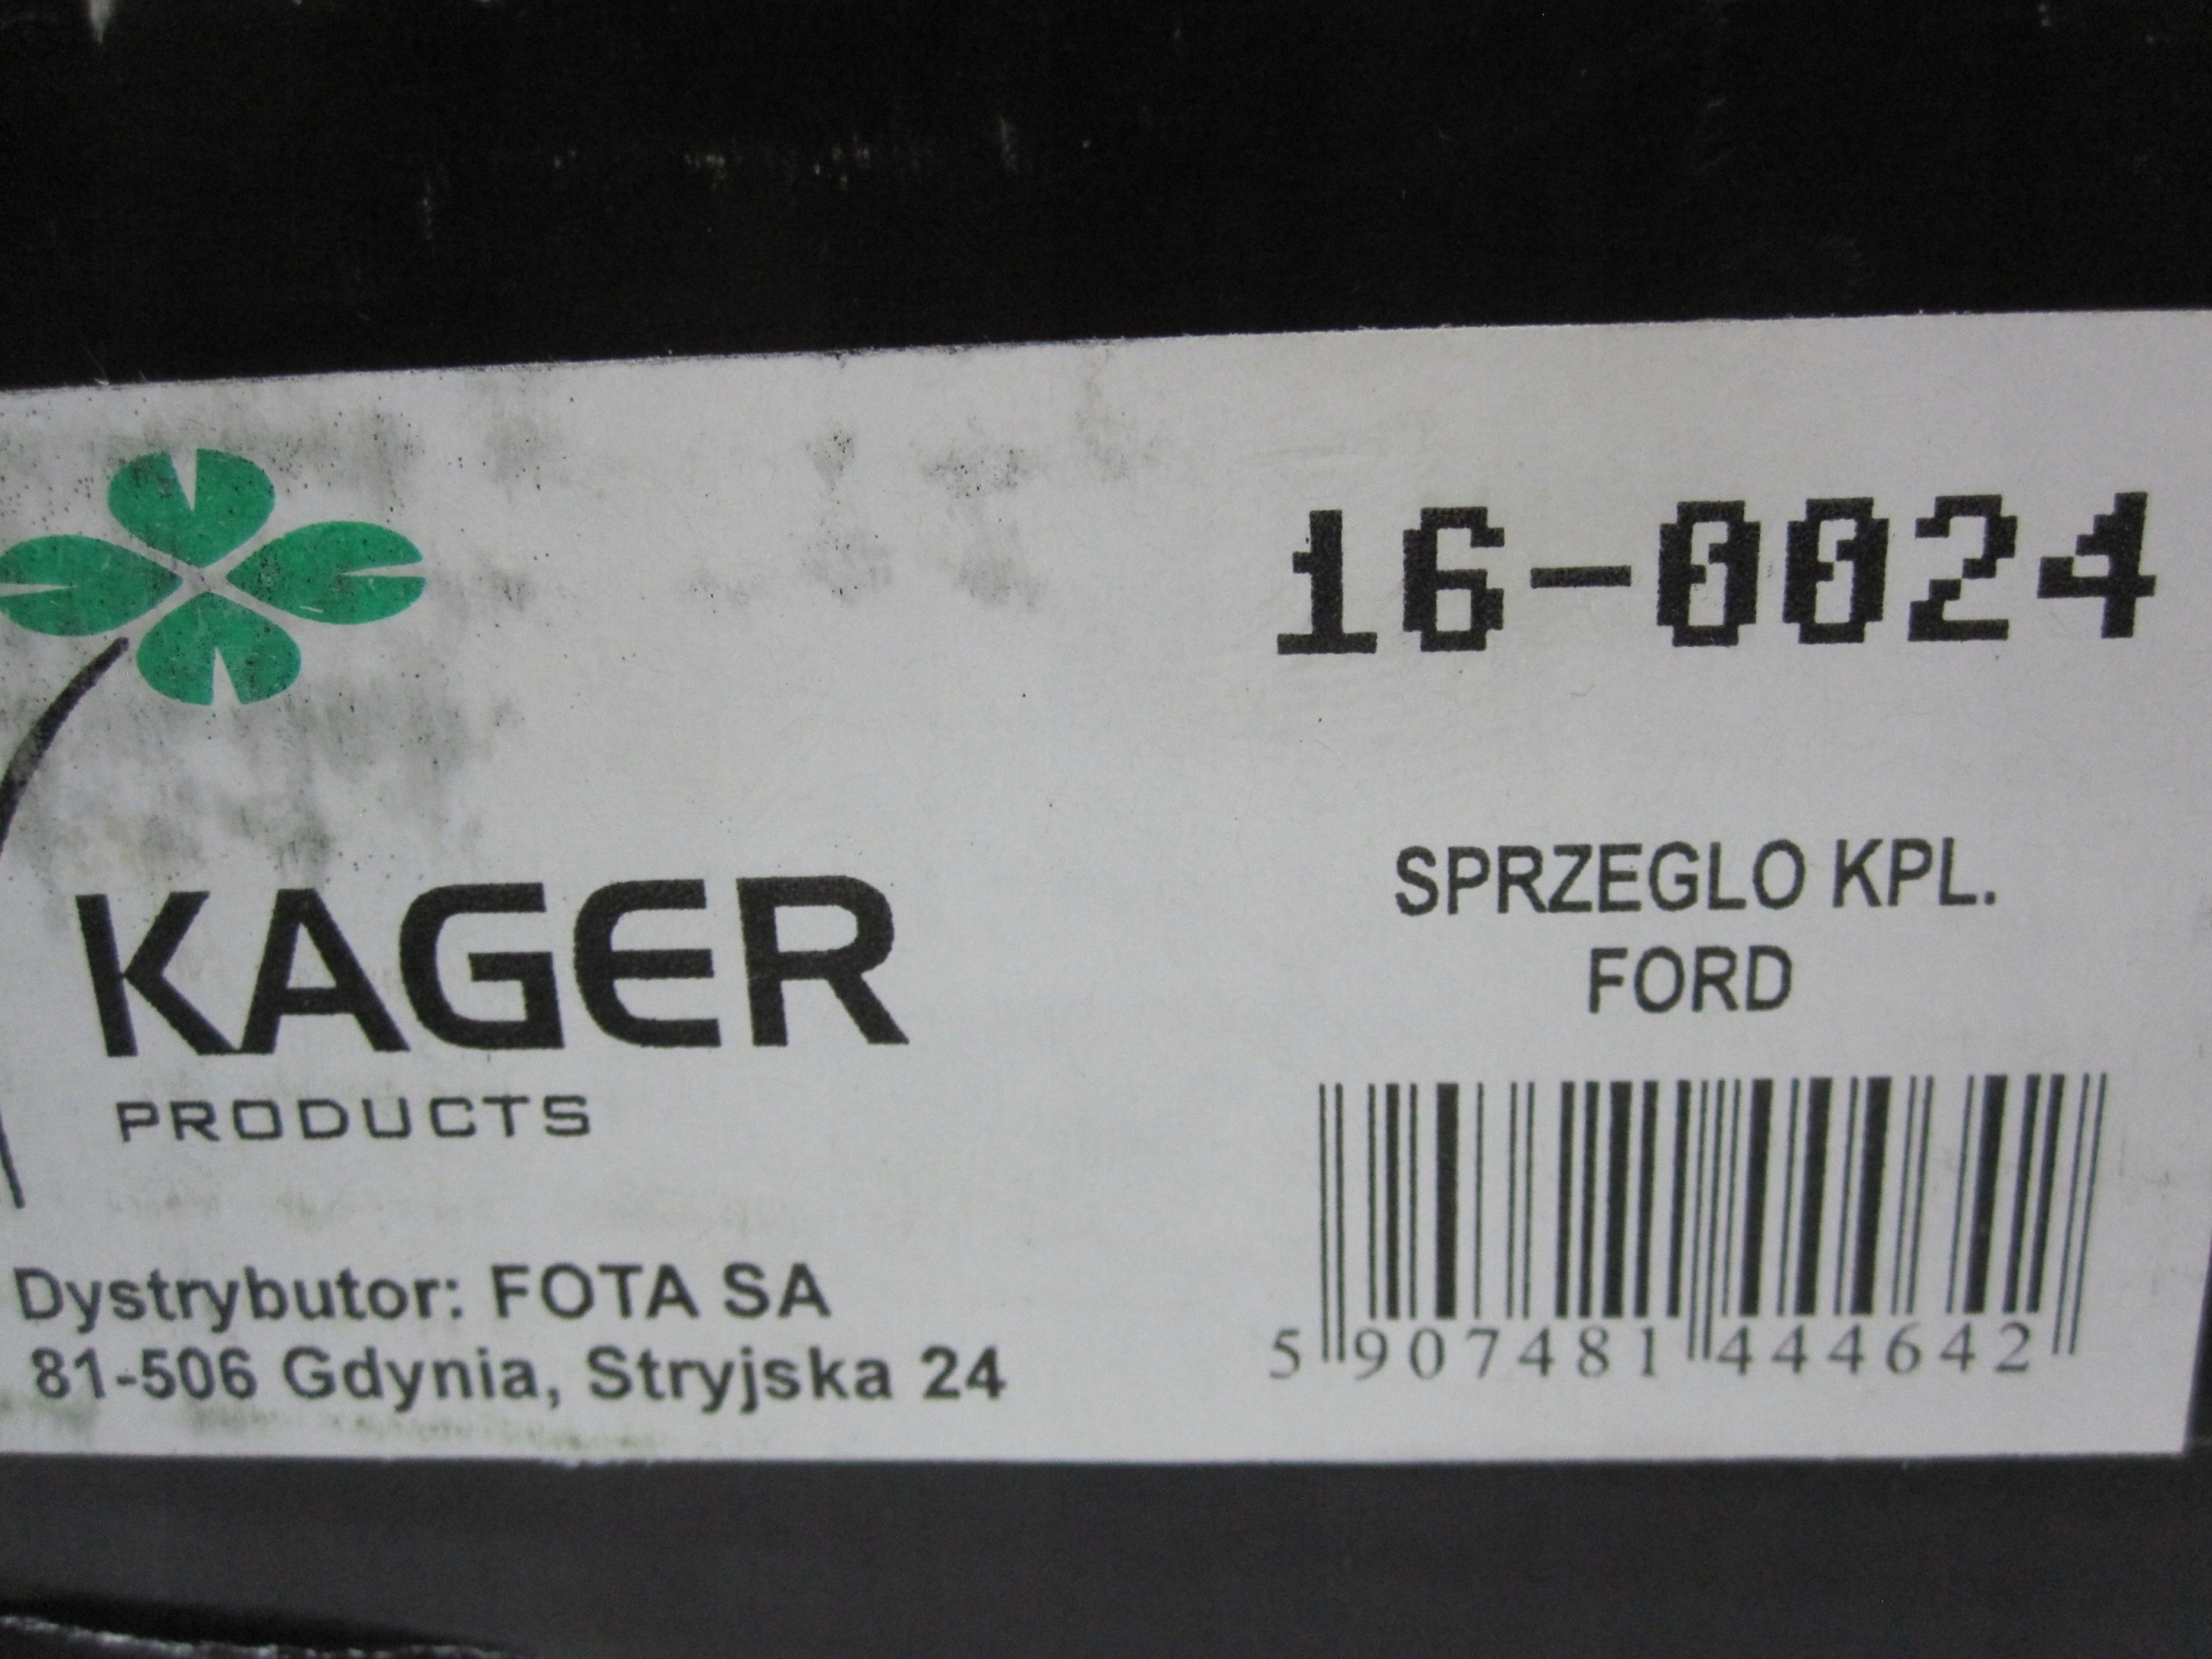 16-0024
KAGER
PRODUCTS
SPRZEGLO KPL.
FORD
Dystrybutor: FOTA SA
81-506 Gdynia, Stryjska 24
5 907481 444642